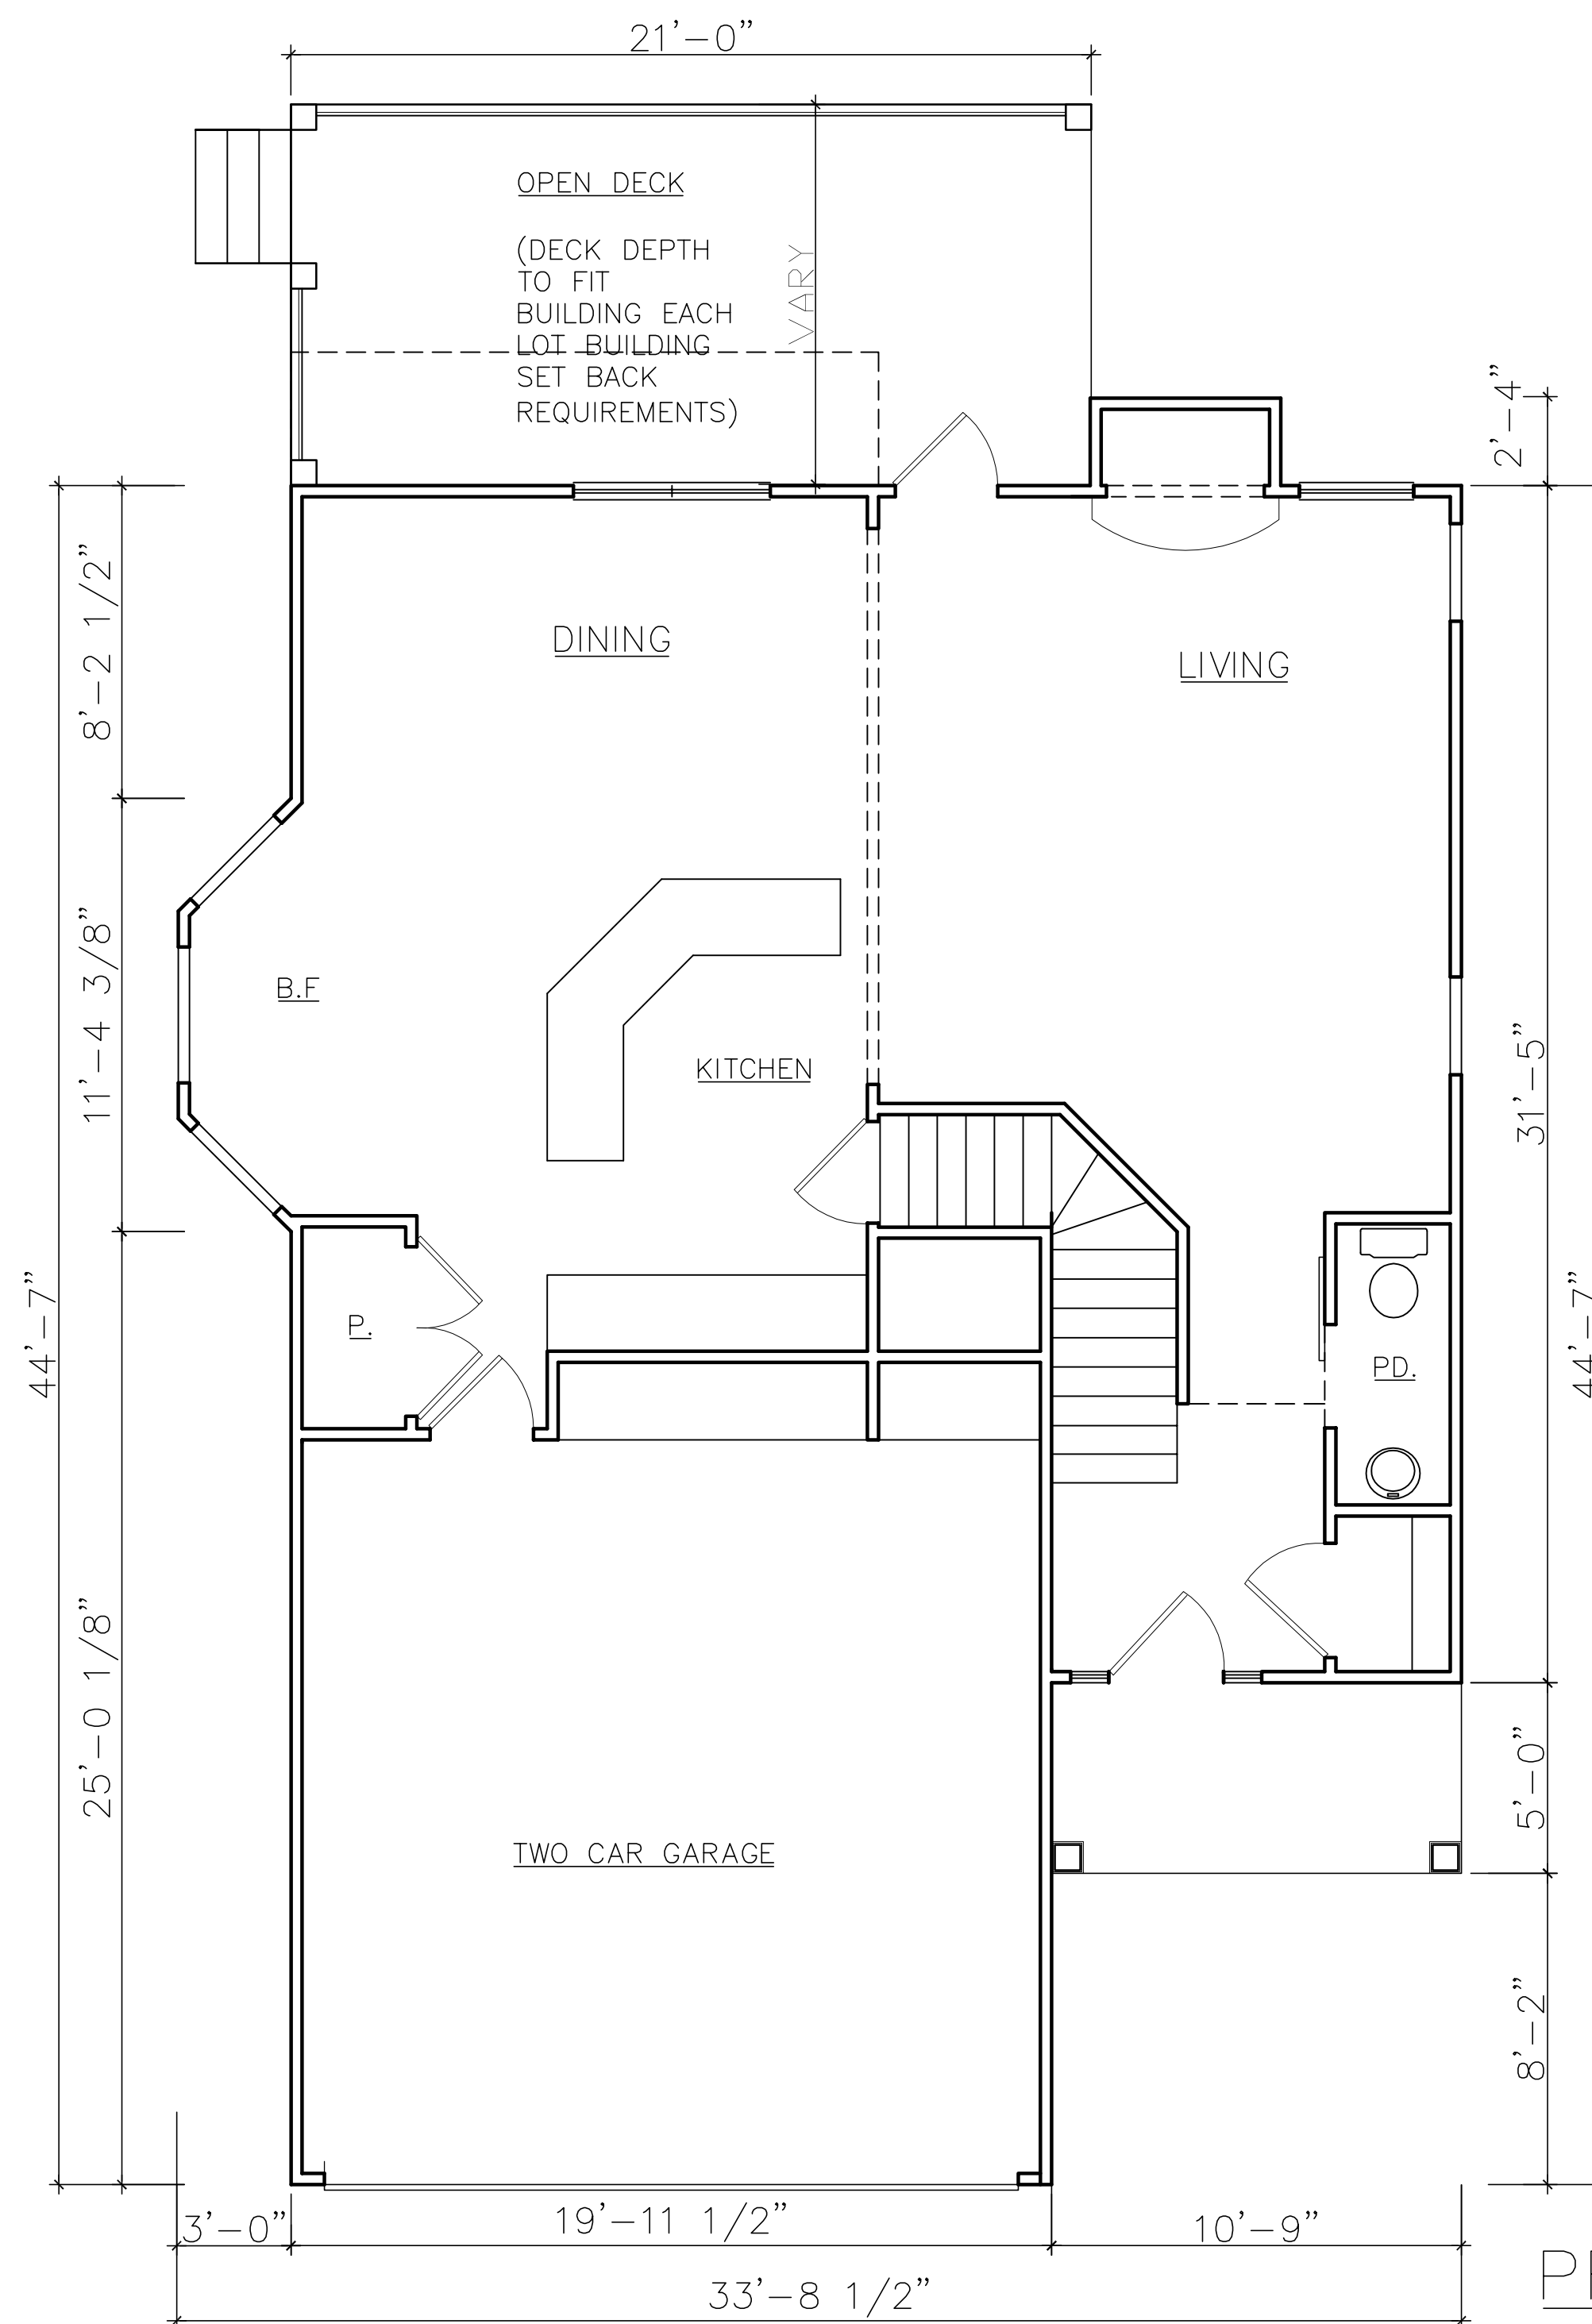 21'-0"
OPEN DECK
(DECK DEPTH
TO FIT
BUILDING EACH
LOT BUILDING
SET BACK
REQUIREMENTS)
VARY
2'-4"
8'-2 1/2"
DINING
LIVING
11'-4 3/8"
B.F
KITCHEN
31'-5"
44'-7"
44'-7"
P.
PD.
25'-0 1/8"
TWO CAR GARAGE
5'-0"
8'-2"
3'-0"
19'-11 1/2"
10'-9"
33'-8 1/2"